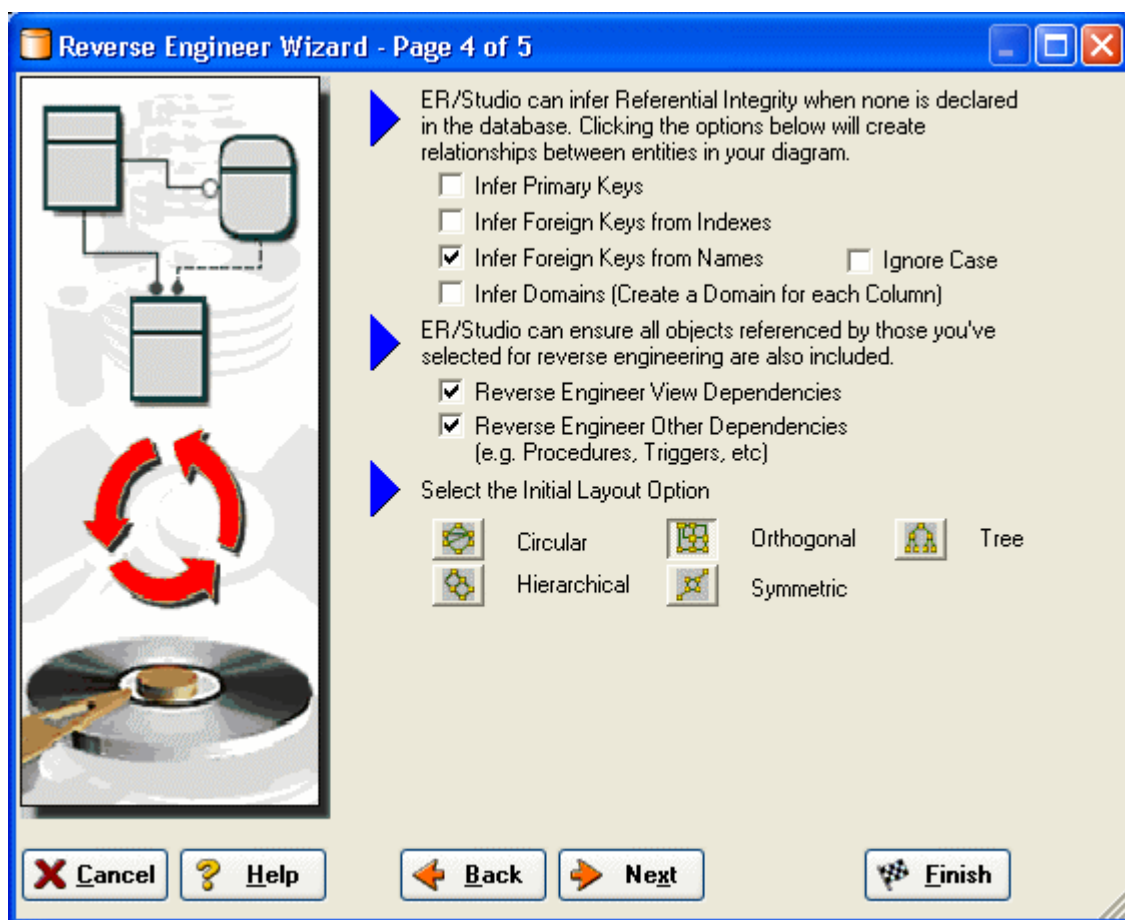 Reverse Engineer Wizard - Page 4 of 5
ER/Studio can infer Referential Integrity when none is declared
in the database. Clicking the options below will create
relationships between entities in your diagram.
Infer Primary Keys
Infer Foreign Keys from Indexes
Infer Foreign Keys from Names Ignore Case
Infer Domains (Create a Domain for each Column)
ER/Studio can ensure all objects referenced by those you've
selected for reverse engineering are also included.
Reverse Engineer View Dependencies
Reverse Engineer Other Dependencies
(e.g. Procedures, Triggers, etc)
Select the Initial Layout Option
Circular Orthogonal Tree
Hierarchical Symmetric
Cancel Help Back Next Finish